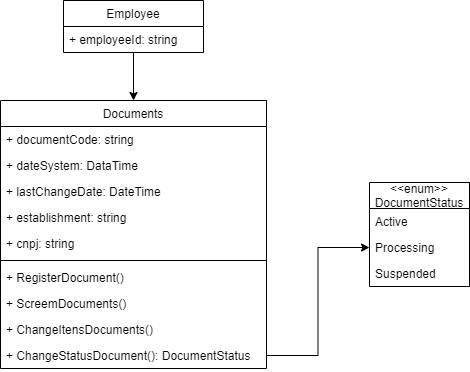 Employee
+ employeeId: string
Documents
+ documentCode: string
+ dateSystem: DataTime
+ lastChangeDate: DateTime
+ establishment: string
+ cnpj: string
+ RegisterDocument()
+ ScreemDocuments()
+ ChangeItensDocuments()
+ ChangeStatusDocument(): DocumentStatus
<<enum>>
DocumentStatus
Active
Processing
Suspended